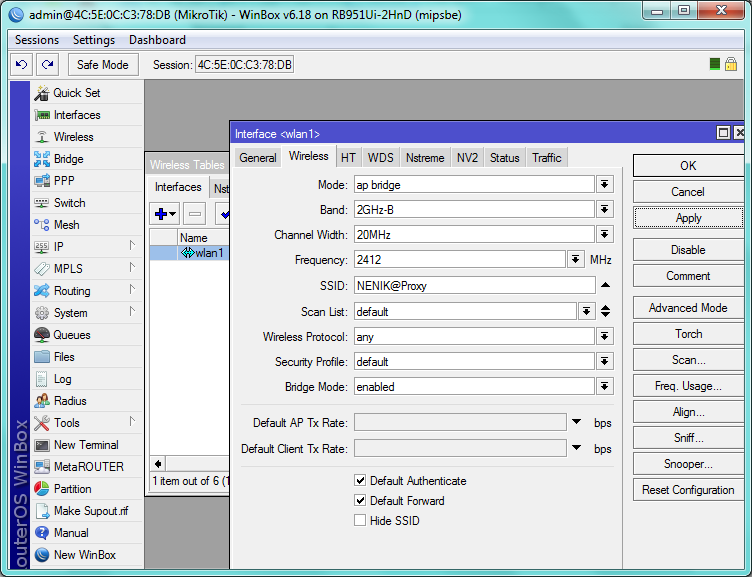 admin@4C:5E:0C:C3:78:DB (MikroTik) - WinBox v6.18 on RB951Ui-2HnD (mipsbe)
Sessions Settings Dashboard
Safe Mode Session: 4C:5E:0C:C3:78:DB
Quick Set
Interfaces
Wireless
Bridge
PPP
Switch
Mesh
IP
MPLS
Routing
System
Queues
Files
Log
Radius
Tools
New Terminal
MetaROUTER
Partition
Make Supout.rif
Manual
New WinBox
outerOS WinBox
Wireless Tables
Interfaces Nst
Name
wlan1
1 item out of 6 (1
Interface <wlan1>
General Wireless HT WDS Nstreme NV2 Status Traffic
Mode: ap bridge
Band: 2GHz-B
Channel Width: 20MHz
Frequency: 2412 MHz
SSID: NENIK@Proxy
Scan List: default
Wireless Protocol: any
Security Profile: default
Bridge Mode: enabled
Default AP Tx Rate: bps
Default Client Tx Rate: bps
Default Authenticate
Default Forward
Hide SSID
OK
Cancel
Apply
Disable
Comment
Advanced Mode
Torch
Scan...
Freq. Usage...
Align...
Sniff...
Snooper...
Reset Configuration